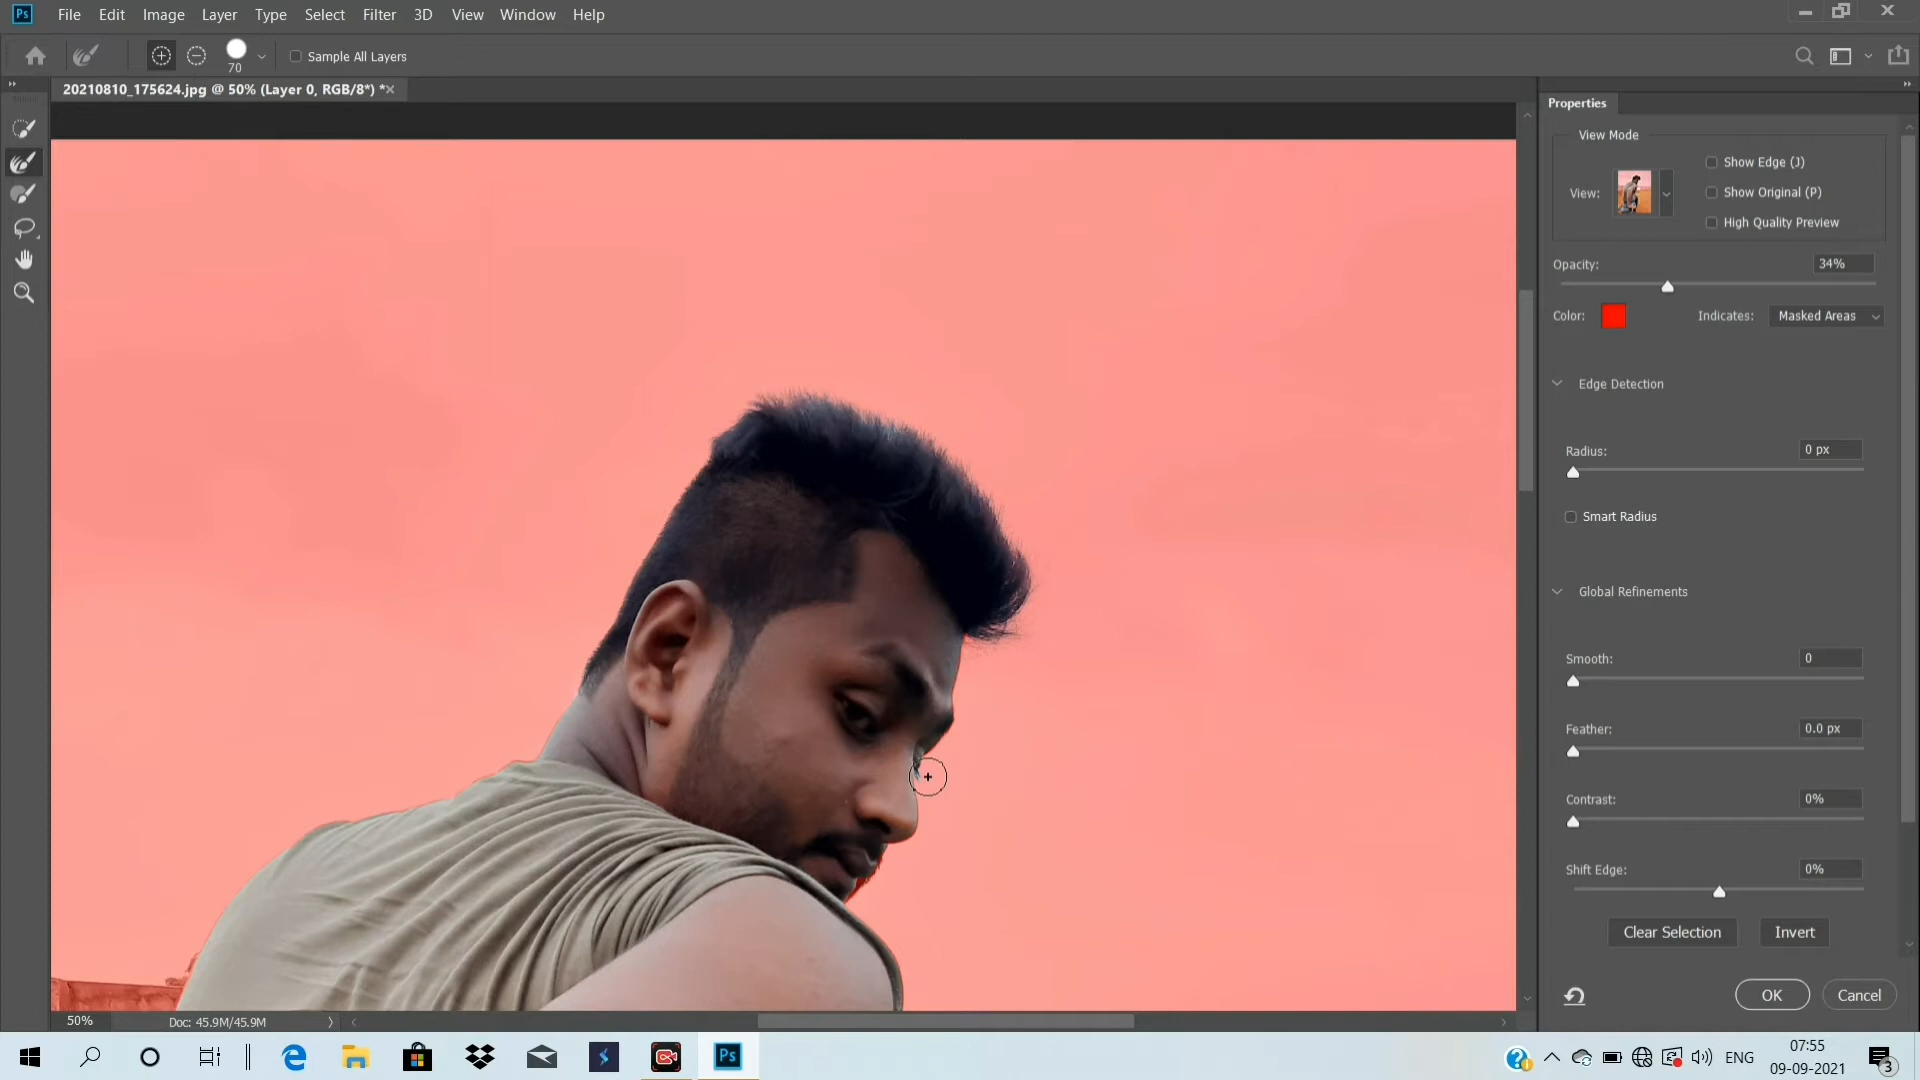 Ps File Edit Image Layer Type Select Filter 3D View Window Help
70 Sample All Layers
20210810_175624.jpg @ 50% (Layer 0, RGB/8*) *
Properties
View Mode
Show Edge (J)
View:
Show Original (P)
High Quality Preview
Opacity: 34%
Color: Indicates: Masked Areas
Edge Detection
Radius: 0 px
Smart Radius
Global Refinements
Smooth: 0
Feather: 0.0 px
Contrast: 0%
Shift Edge: 0%
Clear Selection Invert
OK Cancel
50% Doc: 45.9M/45.9M
Ps ENG 07:55
09-09-2021 3